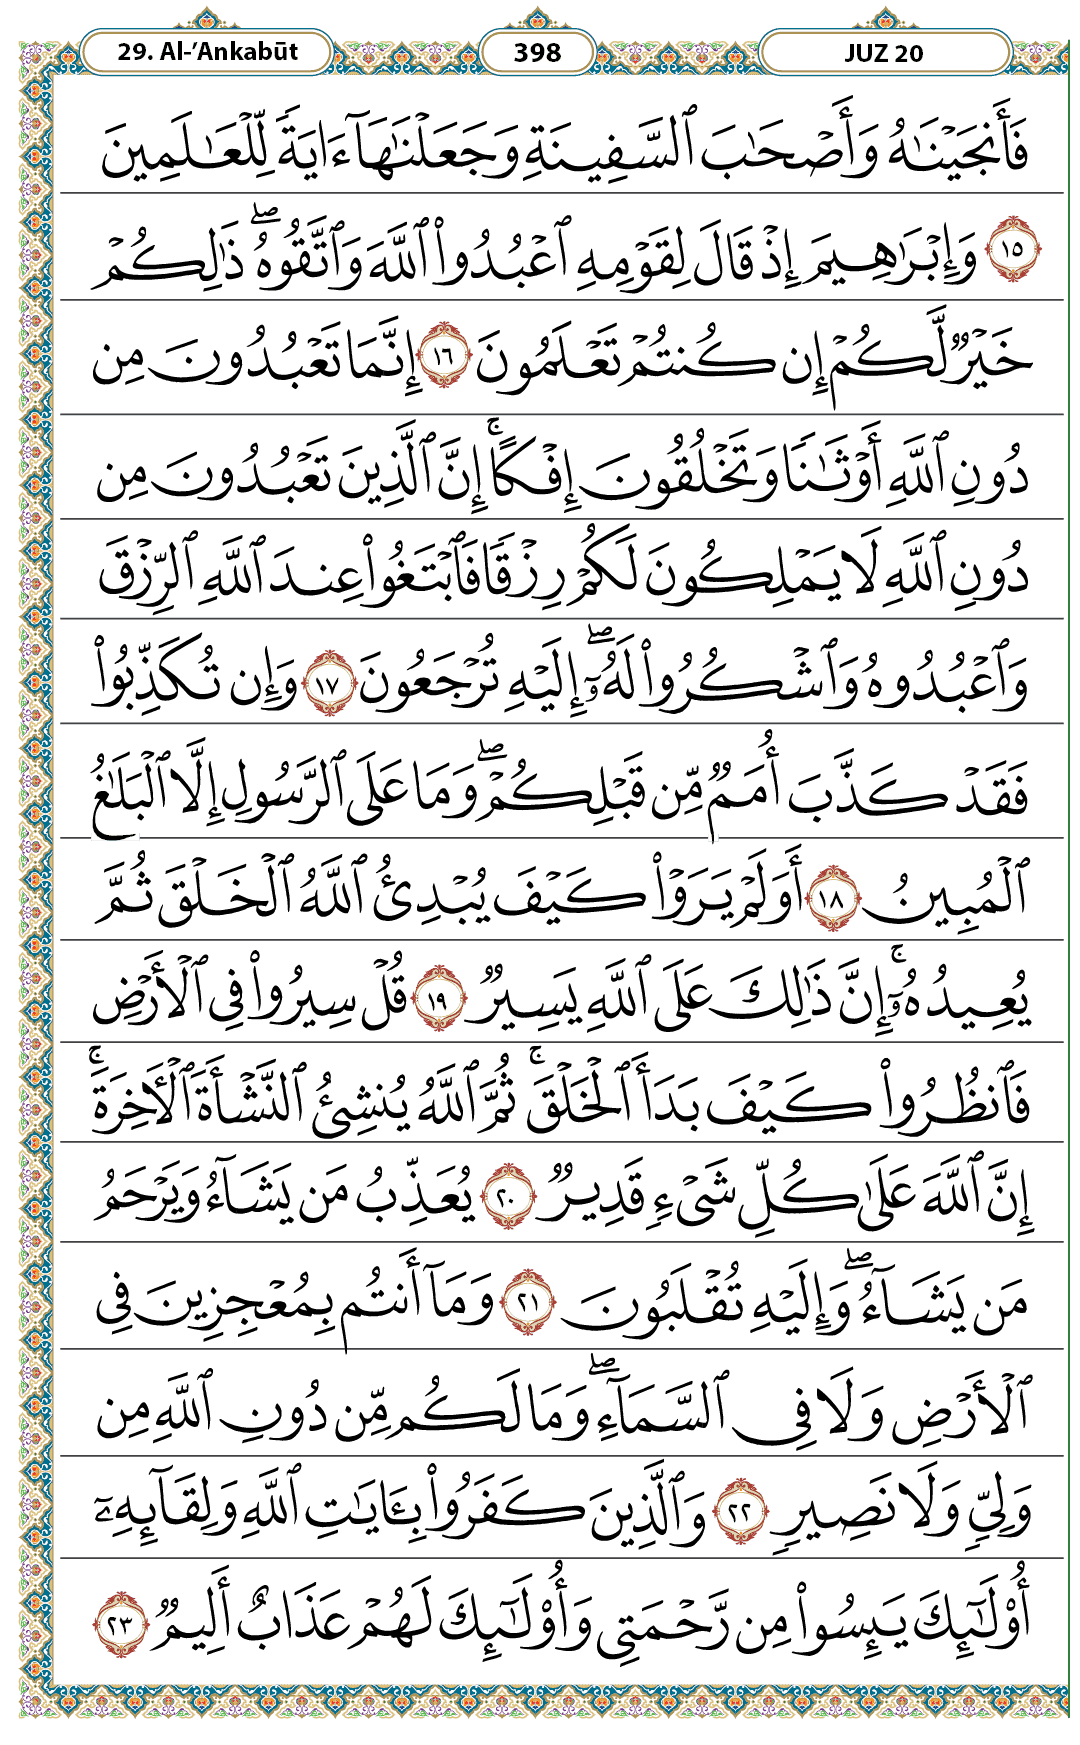 29. Al-’Ankabūt 398 JUZ 20
فَأَنجَيْنَـٰهُ وَأَصْحَـٰبَ ٱلسَّفِينَةِ وَجَعَلْنَـٰهَآ ءَايَةً لِّلْعَـٰلَمِينَ
١٥ وَإِبْرَٰهِيمَ إِذْ قَالَ لِقَوْمِهِ ٱعْبُدُوا۟ ٱللَّهَ وَٱتَّقُوهُ ۖ ذَٰلِكُمْ
خَيْرٌ لَّكُمْ إِن كُنتُمْ تَعْلَمُونَ ١٦ إِنَّمَا تَعْبُدُونَ مِن
دُونِ ٱللَّهِ أَوْثَـٰنًا وَتَخْلُقُونَ إِفْكًا ۚ إِنَّ ٱلَّذِينَ تَعْبُدُونَ مِن
دُونِ ٱللَّهِ لَا يَمْلِكُونَ لَكُمْ رِزْقًا فَٱبْتَغُوا۟ عِندَ ٱللَّهِ ٱلرِّزْقَ
وَٱعْبُدُوهُ وَٱشْكُرُوا۟ لَهُۥٓ ۖ إِلَيْهِ تُرْجَعُونَ ١٧ وَإِن تُكَذِّبُوا۟
فَقَدْ كَذَّبَ أُمَمٌ مِّن قَبْلِكُمْ ۖ وَمَا عَلَى ٱلرَّسُولِ إِلَّا ٱلْبَلَـٰغُ
ٱلْمُبِينُ ١٨ أَوَلَمْ يَرَوْا۟ كَيْفَ يُبْدِئُ ٱللَّهُ ٱلْخَلْقَ ثُمَّ
يُعِيدُهُۥٓ ۚ إِنَّ ذَٰلِكَ عَلَى ٱللَّهِ يَسِيرٌ ١٩ قُلْ سِيرُوا۟ فِى ٱلْأَرْضِ
فَٱنظُرُوا۟ كَيْفَ بَدَأَ ٱلْخَلْقَ ۚ ثُمَّ ٱللَّهُ يُنشِئُ ٱلنَّشْأَةَ ٱلْـَٔاخِرَةَ ۚ
إِنَّ ٱللَّهَ عَلَىٰ كُلِّ شَىْءٍ قَدِيرٌ ٢٠ يُعَذِّبُ مَن يَشَآءُ وَيَرْحَمُ
مَن يَشَآءُ ۖ وَإِلَيْهِ تُقْلَبُونَ ٢١ وَمَآ أَنتُم بِمُعْجِزِينَ فِى
ٱلْأَرْضِ وَلَا فِى ٱلسَّمَآءِ ۖ وَمَا لَكُم مِّن دُونِ ٱللَّهِ مِن
وَلِىٍّ وَلَا نَصِيرٍ ٢٢ وَٱلَّذِينَ كَفَرُوا۟ بِـَٔايَـٰتِ ٱللَّهِ وَلِقَآئِهِۦٓ
أُو۟لَـٰٓئِكَ يَئِسُوا۟ مِن رَّحْمَتِى وَأُو۟لَـٰٓئِكَ لَهُمْ عَذَابٌ أَلِيمٌ ٢٣